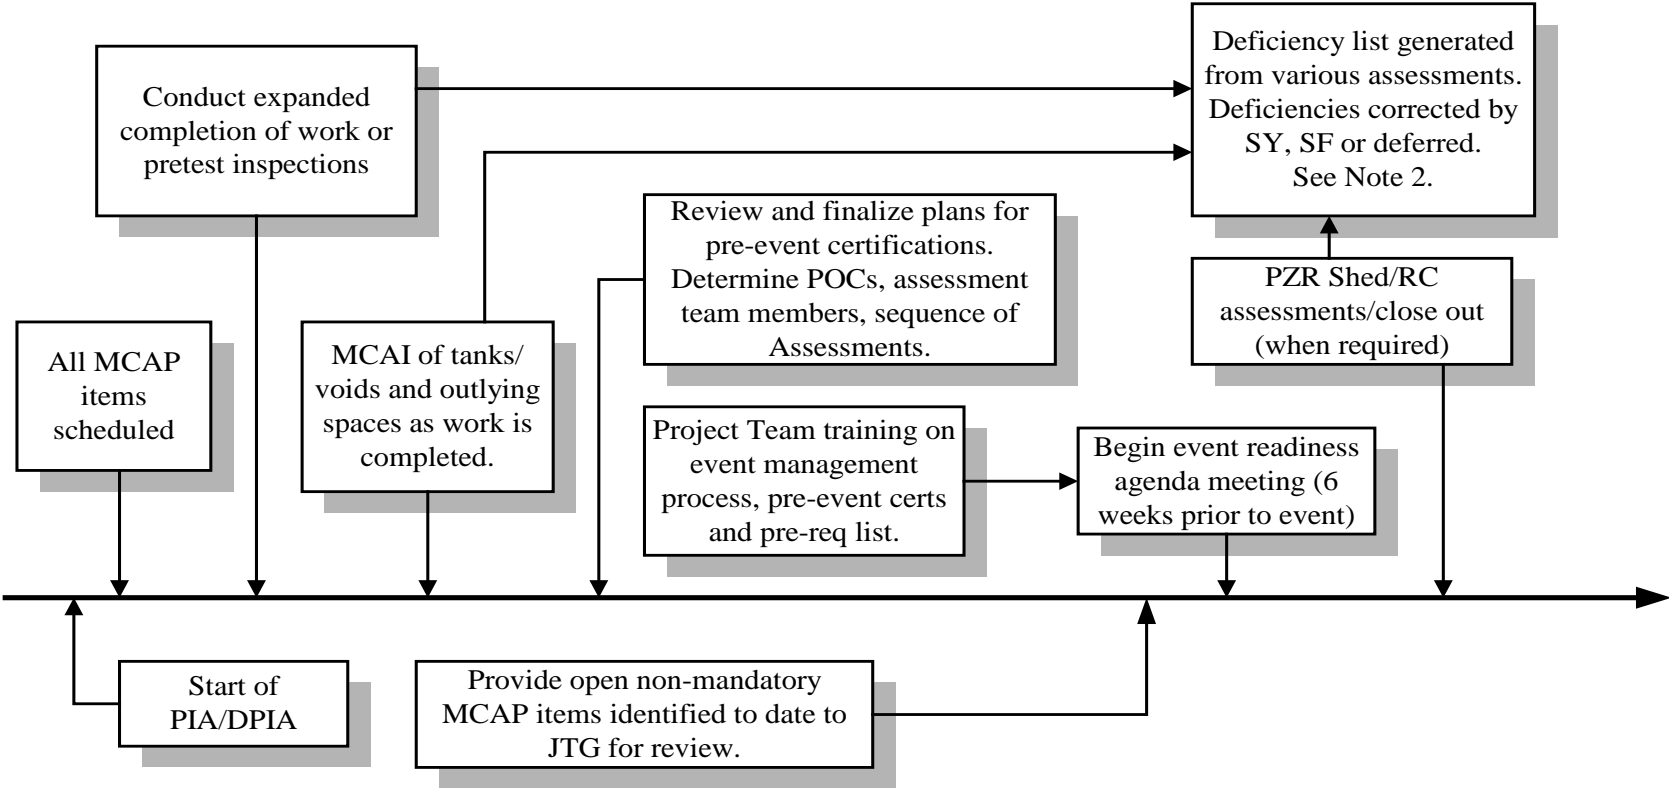 Conduct expanded
completion of work or
pretest inspections
Deficiency list generated
from various assessments.
Deficiencies corrected by
SY, SF or deferred.
See Note 2.
Review and finalize plans for
pre-event certifications.
Determine POCs, assessment
team members, sequence of
Assessments.
PZR Shed/RC
assessments/close out
(when required)
All MCAP
items
scheduled
MCAI of tanks/
voids and outlying
spaces as work is
completed.
Project Team training on
event management
process, pre-event certs
and pre-req list.
Begin event readiness
agenda meeting (6
weeks prior to event)
Start of
PIA/DPIA
Provide open non-mandatory
MCAP items identified to date to
JTG for review.